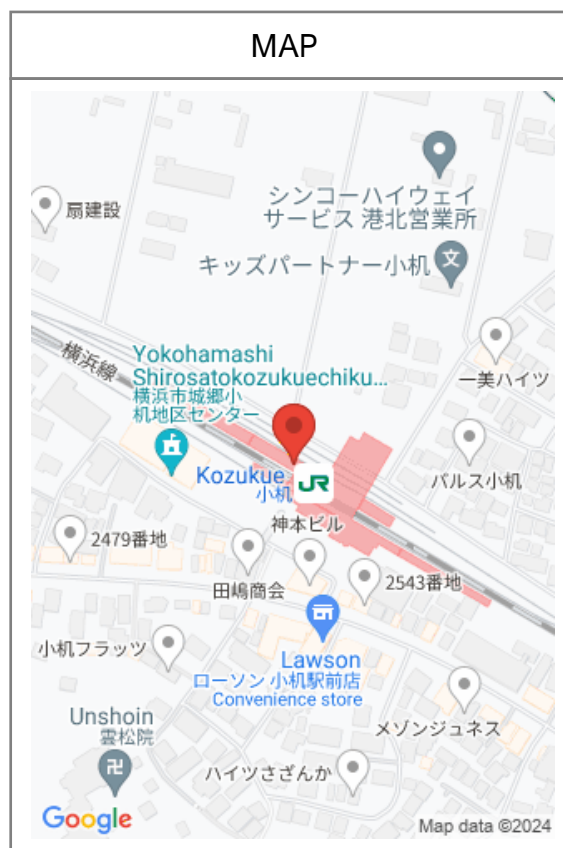 MAP
シンコーハイウェイ
サービス 港北営業所
扇建設
キッズパートナー小机
文
横浜線
Yokohamashi
Shirosatokozukuechiku...
横浜市城郷小
机地区センター
一美ハイツ
Kozukue
小机
JR
パルス小机
神本ビル
2479番地
田嶋商会
2543番地
小机フラッツ
Lawson
ローソン 小机駅前店
Convenience store
Unshoin
雲松院
卍
メゾンジュネス
ハイツさざんか
Google
Map data ©2024